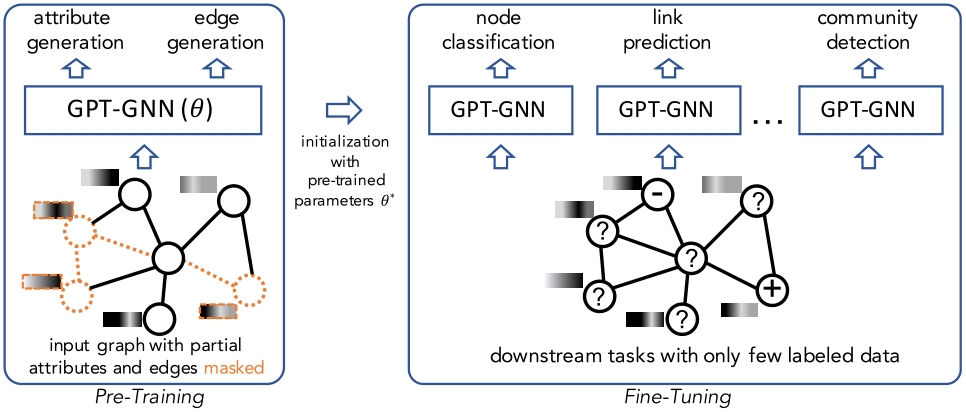 attribute
generation
edge
generation
GPT-GNN (θ)
input graph with partial
attributes and edges masked
Pre-Training
initialization
with
pre-trained
parameters θ*
node
classification
link
prediction
community
detection
GPT-GNN
GPT-GNN
...
GPT-GNN
-
?
?
?
?
+
?
downstream tasks with only few labeled data
Fine-Tuning